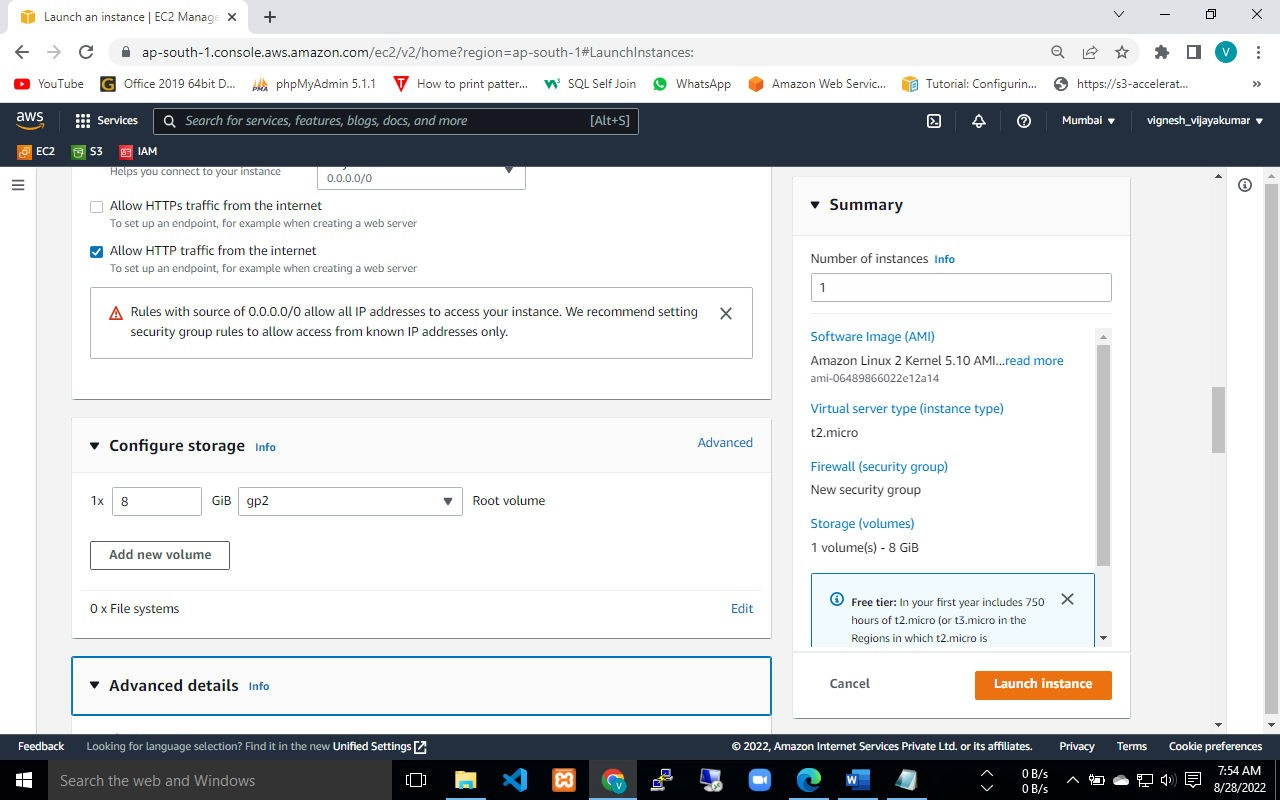 Launch an instance | EC2 Manage
ap-south-1.console.aws.amazon.com/ec2/v2/home?region=ap-south-1#LaunchInstances:
V
YouTube
Office 2019 64bit D...
phpMyAdmin 5.1.1
How to print patter...
SQL Self Join
WhatsApp
Amazon Web Servic...
Tutorial: Configurin...
https://s3-accelerat...
»
aws
Services
Search for services, features, blogs, docs, and more
[Alt+S]
Mumbai
vignesh_vijayakumar
EC2
S3
IAM
Helps you connect to your instance
0.0.0.0/0
Allow HTTPs traffic from the internet
To set up an endpoint, for example when creating a web server
Allow HTTP traffic from the internet
To set up an endpoint, for example when creating a web server
Rules with source of 0.0.0.0/0 allow all IP addresses to access your instance. We recommend setting
security group rules to allow access from known IP addresses only.
Configure storage Info
Advanced
1x 8 GiB gp2 Root volume
Add new volume
0 x File systems
Edit
Advanced details Info
Summary
Number of instances Info
1
Software Image (AMI)
Amazon Linux 2 Kernel 5.10 AMI...read more
ami-06489866022e12a14
Virtual server type (instance type)
t2.micro
Firewall (security group)
New security group
Storage (volumes)
1 volume(s) - 8 GiB
Free tier: In your first year includes 750
hours of t2.micro (or t3.micro in the
Regions in which t2.micro is
Cancel
Launch instance
Feedback
Looking for language selection? Find it in the new Unified Settings
© 2022, Amazon Internet Services Private Ltd. or its affiliates.
Privacy
Terms
Cookie preferences
Search the web and Windows
0 B/s
0 B/s
7:54 AM
8/28/2022